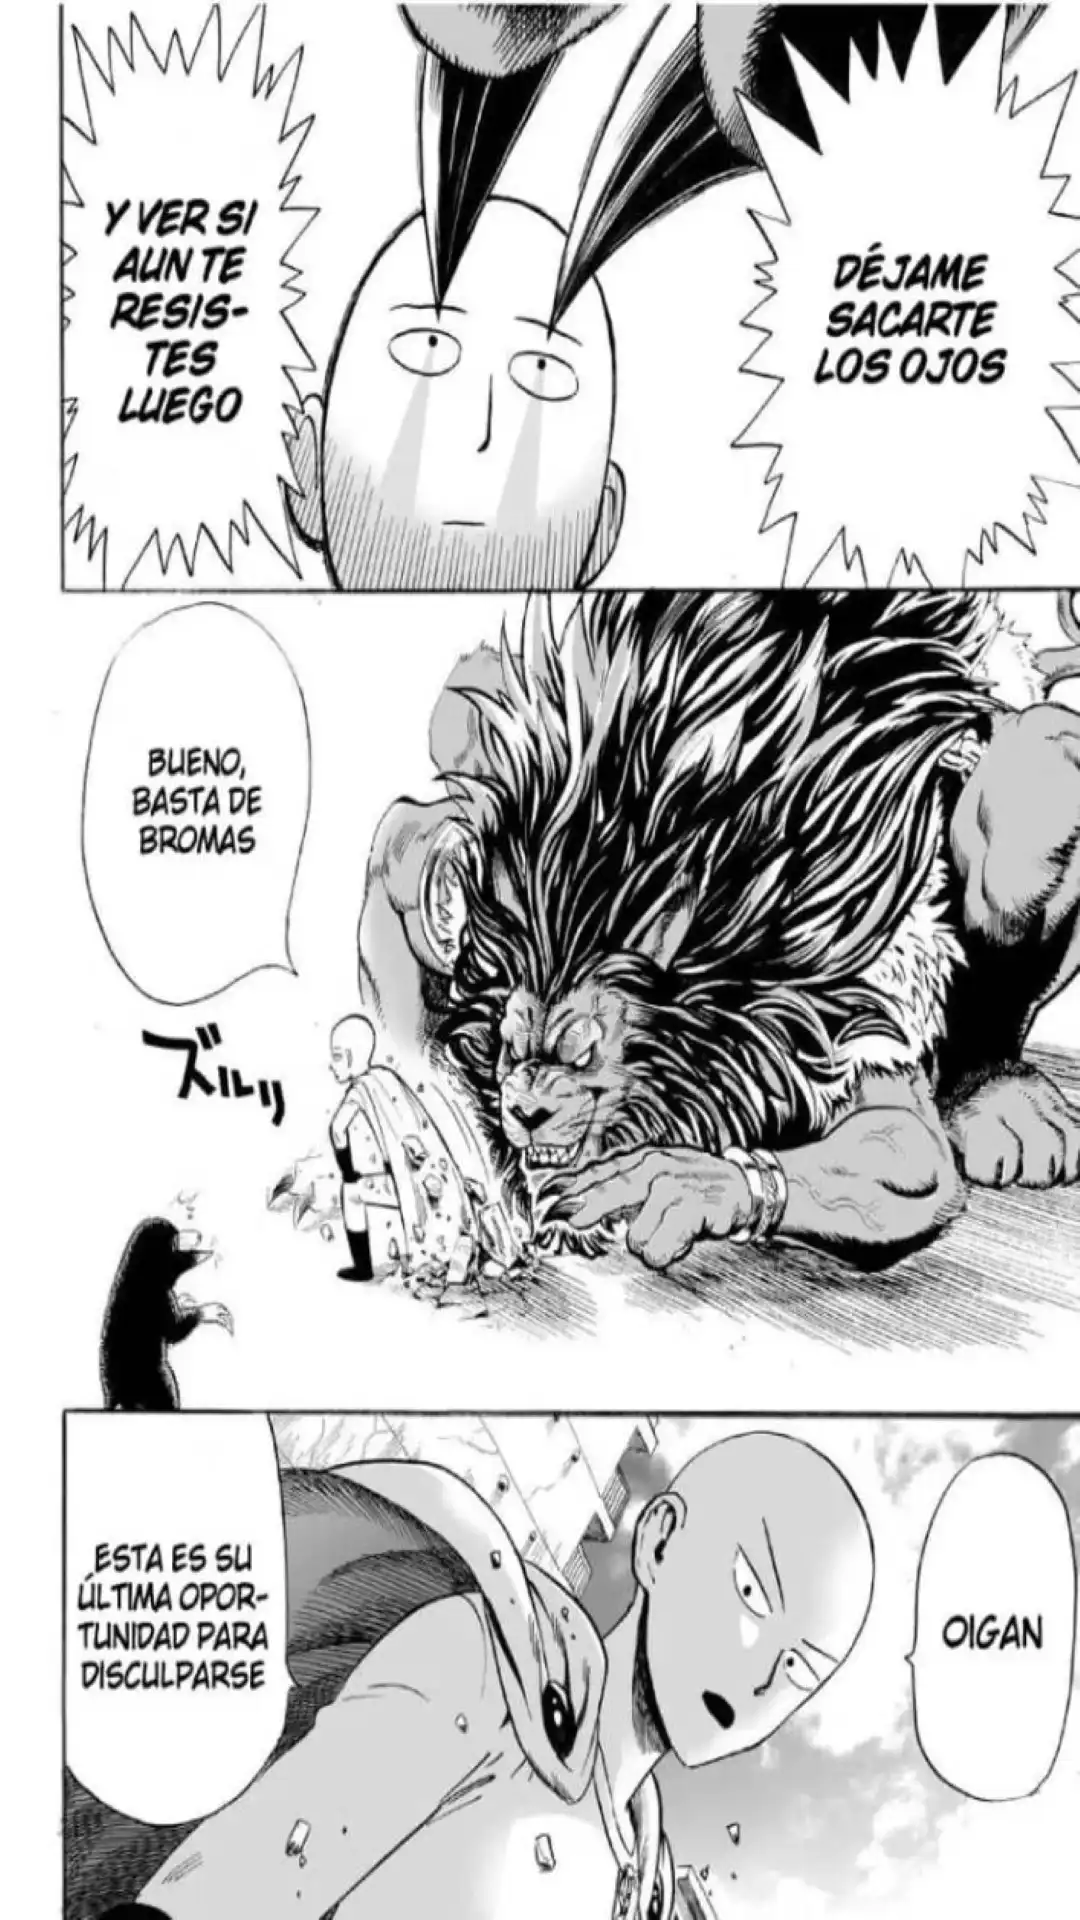 DÉJAME
SACARTE
LOS OJOS
Y VER SI
AUN TE
RESIS-
TES
LUEGO
BUENO,
BASTA DE
BROMAS
ズルリ
OIGAN
ESTA ES SU
ÚLTIMA OPOR-
TUNIDAD PARA
DISCULPARSE